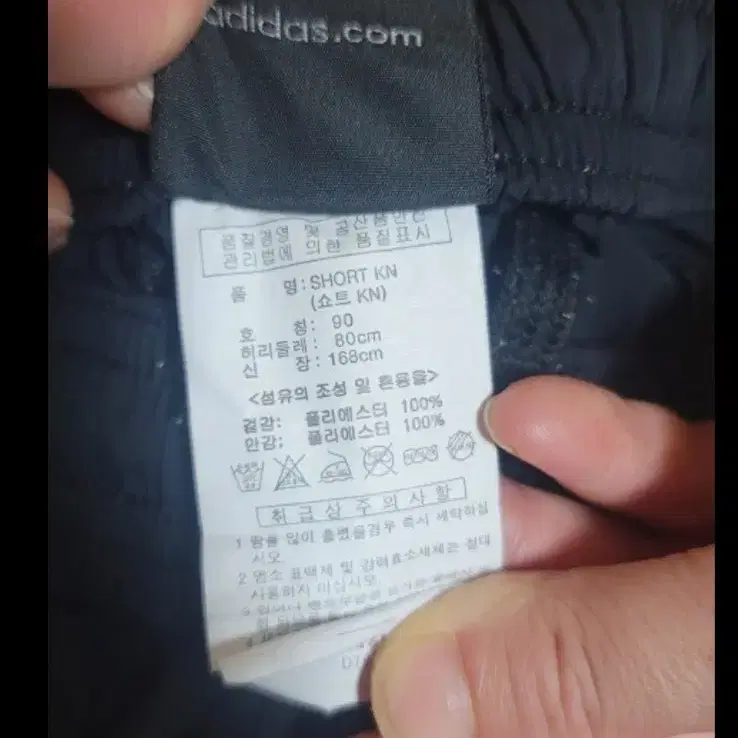 adidas.com
품질경영 및 공산품안전
관리법에 의한 품질표시
품 명: SHORT KN
(쇼트 KN)
호 칭: 90
허리둘레: 80cm
신 장: 168cm
<섬유의 조성 및 혼용율>
겉감: 폴리에스터 100%
안감: 폴리에스터 100%
취급상주의사항
1 땀을 많이 흘렸을경우 즉시 세탁하십
시오.
2 염소 표백제 및 강력효소세제는 절대
사용하지 마십시오.